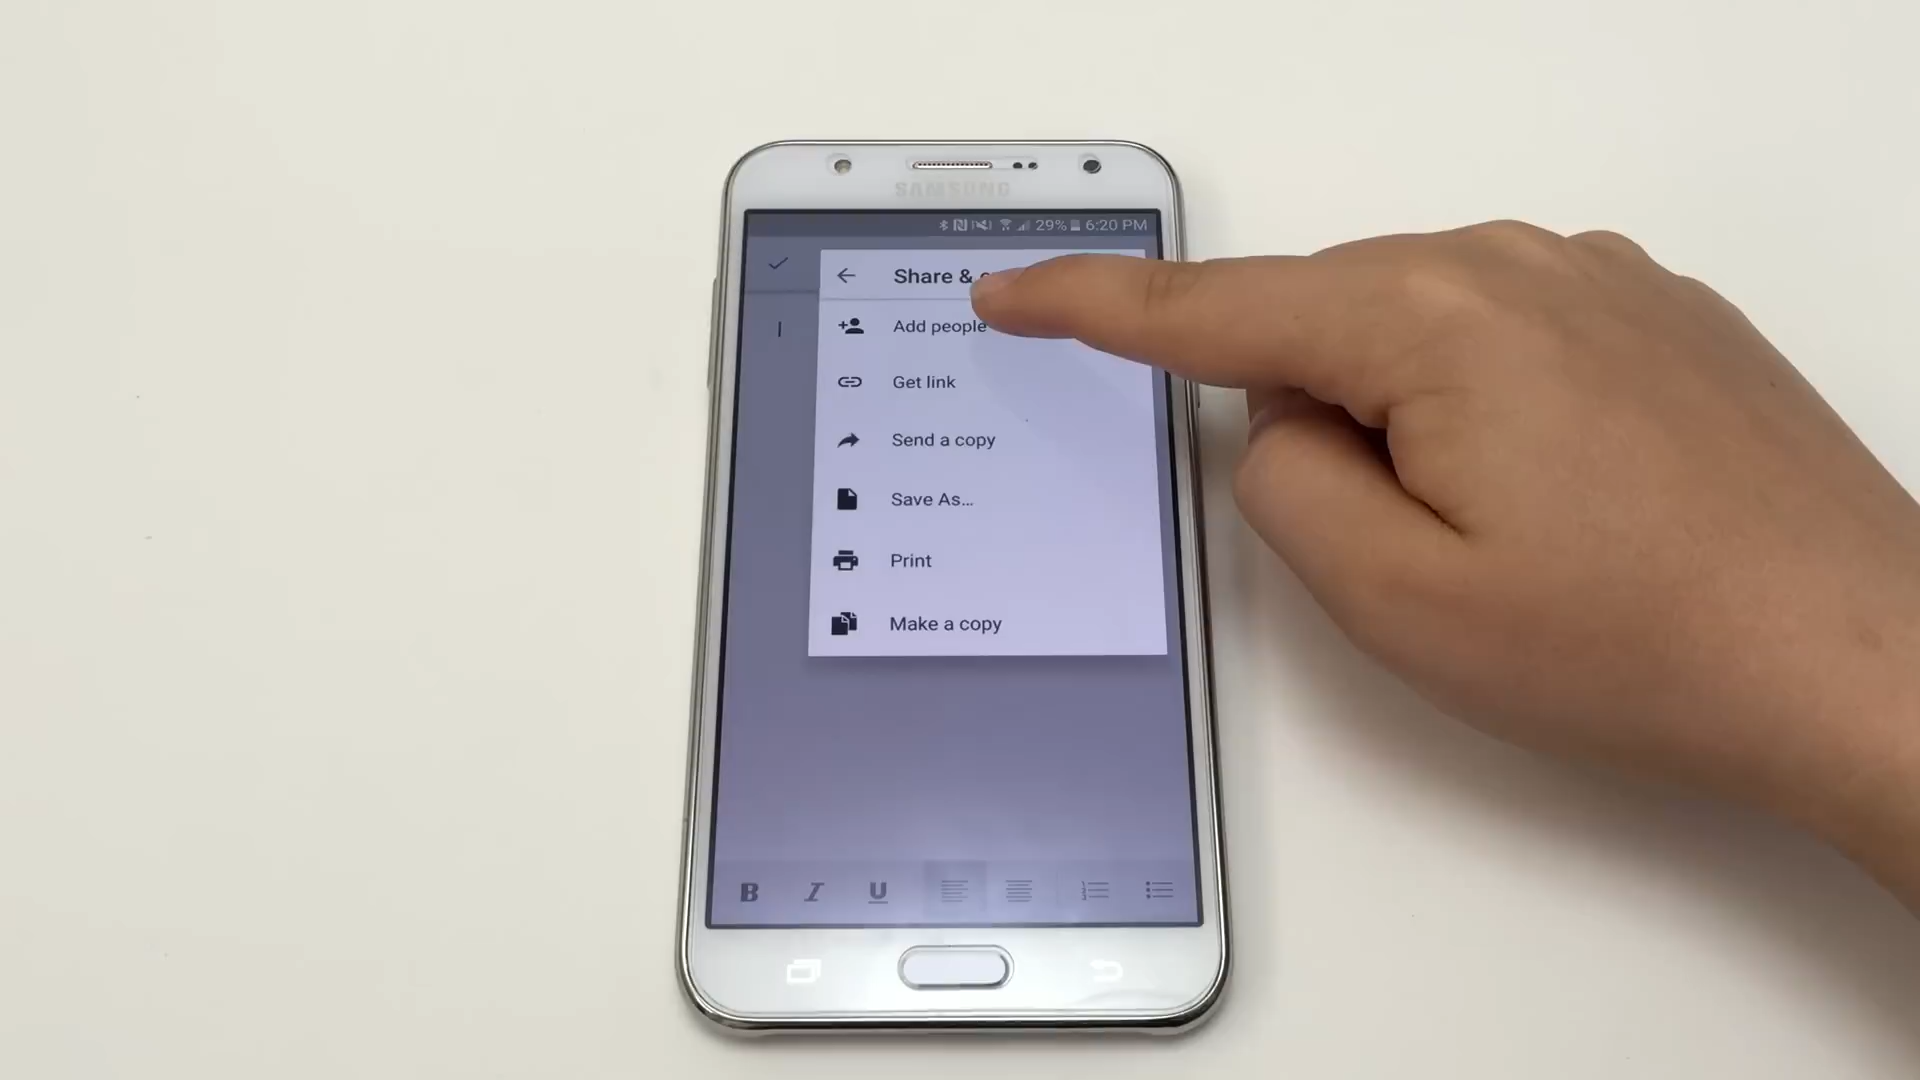 SAMSUNG
29% 6:20 PM
Share &
Add people
Get link
Send a copy
Save As...
Print
Make a copy
B I U